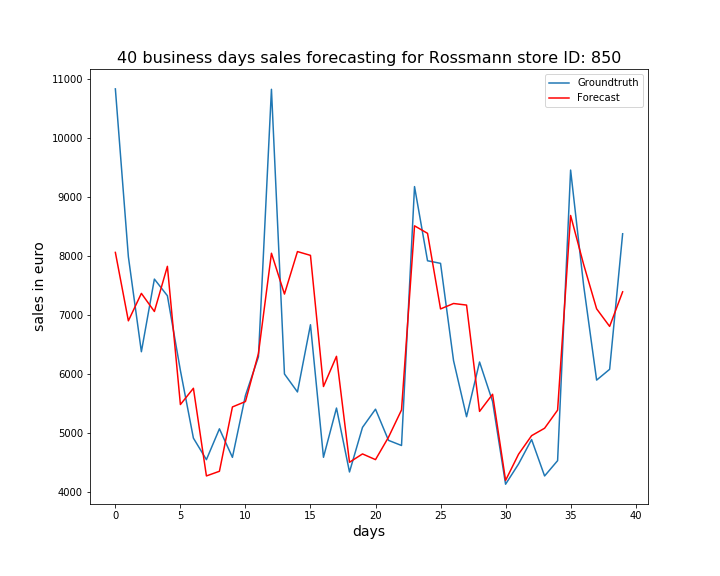 40 business days sales forecasting for Rossmann store ID: 850
Groundtruth
Forecast
11000
10000
9000
8000
7000
6000
5000
4000
sales in euro
0 5 10 15 20 25 30 35 40
days